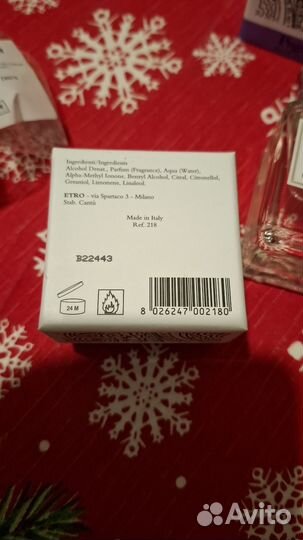 Ingredienti/Ingredients
Alcohol Denat., Parfum (Fragrance), Aqua (Water),
Alpha-Methyl Ionone, Benzyl Alcohol, Citral, Citronellol,
Geraniol, Limonene, Linalool.
ETRO - via Spartaco 3 - Milano
Stab. Cantù
Made in Italy
Ref. 218
B22443
24 M
8 026247 002180
Avito